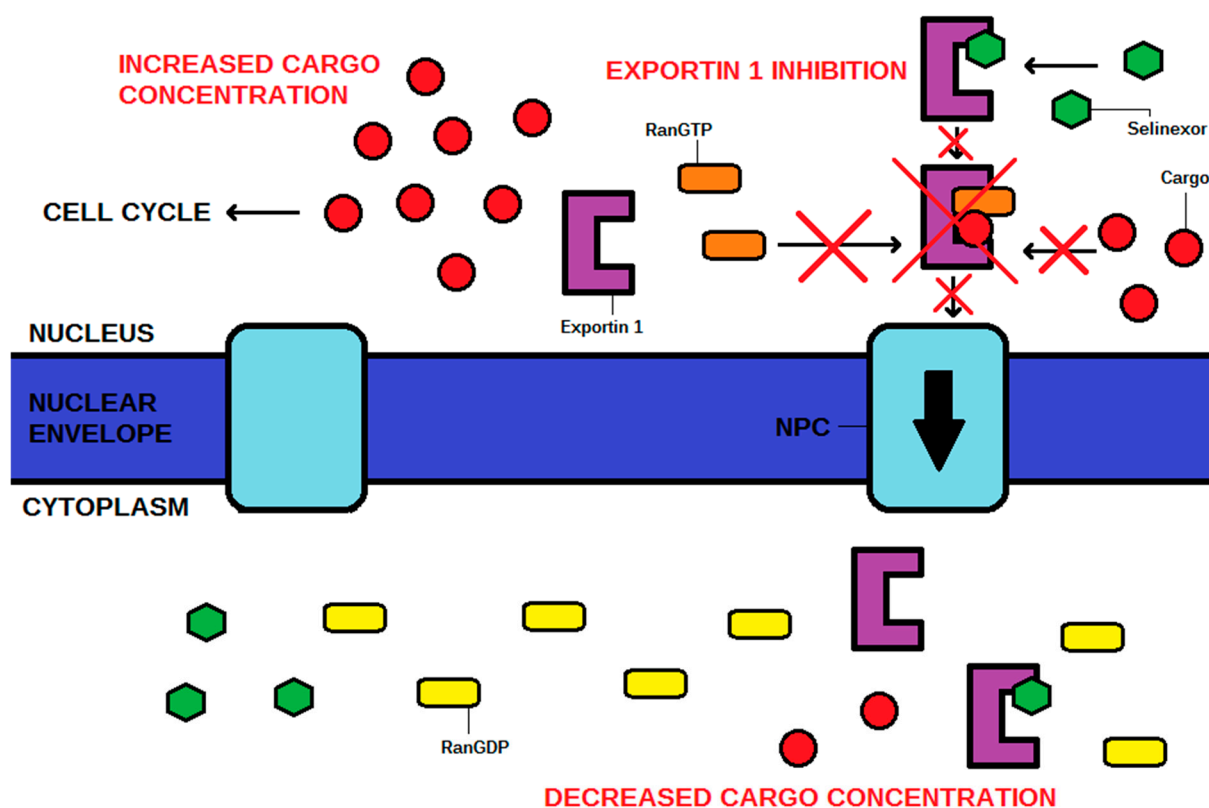 INCREASED CARGO
CONCENTRATION
EXPORTIN 1 INHIBITION
Selinexor
RanGTP
Cargo
CELL CYCLE
Exportin 1
NUCLEUS
NUCLEAR
ENVELOPE
NPC
CYTOPLASM
RanGDP
DECREASED CARGO CONCENTRATION